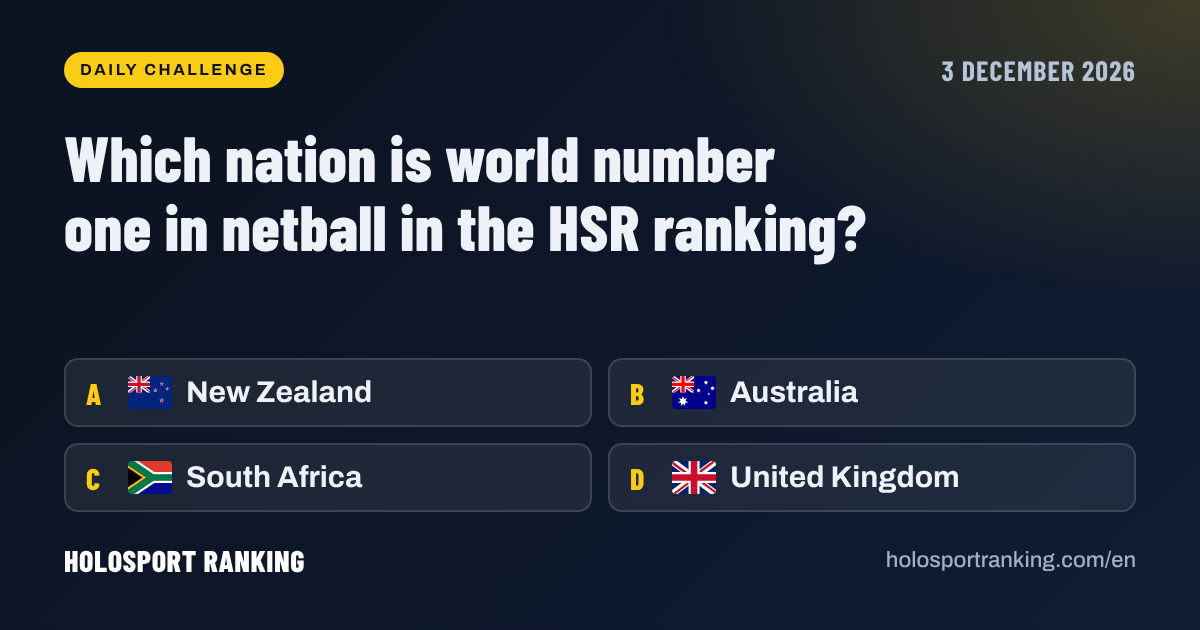 DAILY CHALLENGE
3 DECEMBER 2026
Which nation is world number
one in netball in the HSR ranking?
A New Zealand
B Australia
C South Africa
D United Kingdom
HOLOSPORT RANKING
holosportranking.com/en